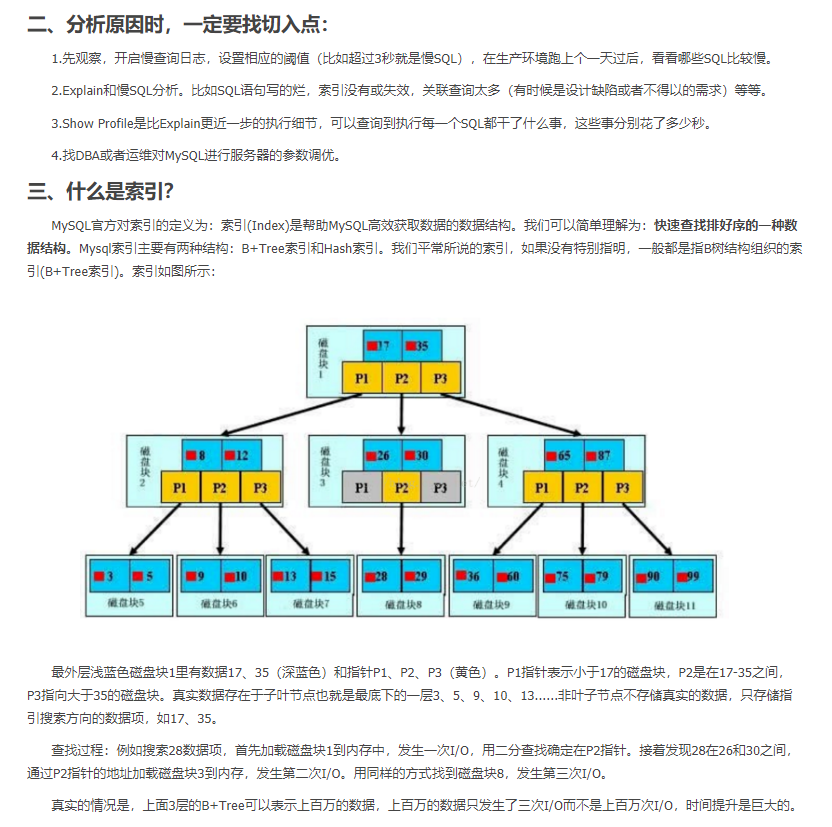 二、分析原因时，一定要找切入点：
1.先观察，开启慢查询日志，设置相应的阈值（比如超过3秒就是慢SQL），在生产环境跑上个一天过后，看看哪些SQL比较慢。
2.Explain和慢SQL分析。比如SQL语句写的烂，索引没有或失效，关联查询太多（有时候是设计缺陷或者不得以的需求）等等。
3.Show Profile是比Explain更近一步的执行细节，可以查询到执行每一个SQL都干了什么事，这些事分别花了多少秒。
4.找DBA或者运维对MySQL进行服务器的参数调优。
三、什么是索引？
MySQL官方对索引的定义为：索引(Index)是帮助MySQL高效获取数据的数据结构。我们可以简单理解为：快速查找排好序的一种数
据结构。Mysql索引主要有两种结构：B+Tree索引和Hash索引。我们平常所说的索引，如果没有特别指明，一般都是指B树结构组织的索
引(B+Tree索引)。索引如图所示：
磁盘块1
17 35
P1 P2 P3
磁盘块2
8 12
P1 P2 P3
磁盘块3
26 30
P1 P2 P3
磁盘块4
65 87
P1 P2 P3
3 5
磁盘块5
9 10
磁盘块6
13 15
磁盘块7
28 29
磁盘块8
36 60
磁盘块9
75 79
磁盘块10
90 99
磁盘块11
最外层浅蓝色磁盘块1里有数据17、35（深蓝色）和指针P1、P2、P3（黄色）。P1指针表示小于17的磁盘块，P2是在17-35之间，
P3指向大于35的磁盘块。真实数据存在于子叶节点也就是最底下的一层3、5、9、10、13......非叶子节点不存储真实的数据，只存储指
引搜索方向的数据项，如17、35。
查找过程：例如搜索28数据项，首先加载磁盘块1到内存中，发生一次I/O，用二分查找确定在P2指针。接着发现28在26和30之间，
通过P2指针的地址加载磁盘块3到内存，发生第二次I/O。用同样的方式找到磁盘块8，发生第三次I/O。
真实的情况是，上面3层的B+Tree可以表示上百万的数据，上百万的数据只发生了三次I/O而不是上百万次I/O，时间提升是巨大的。